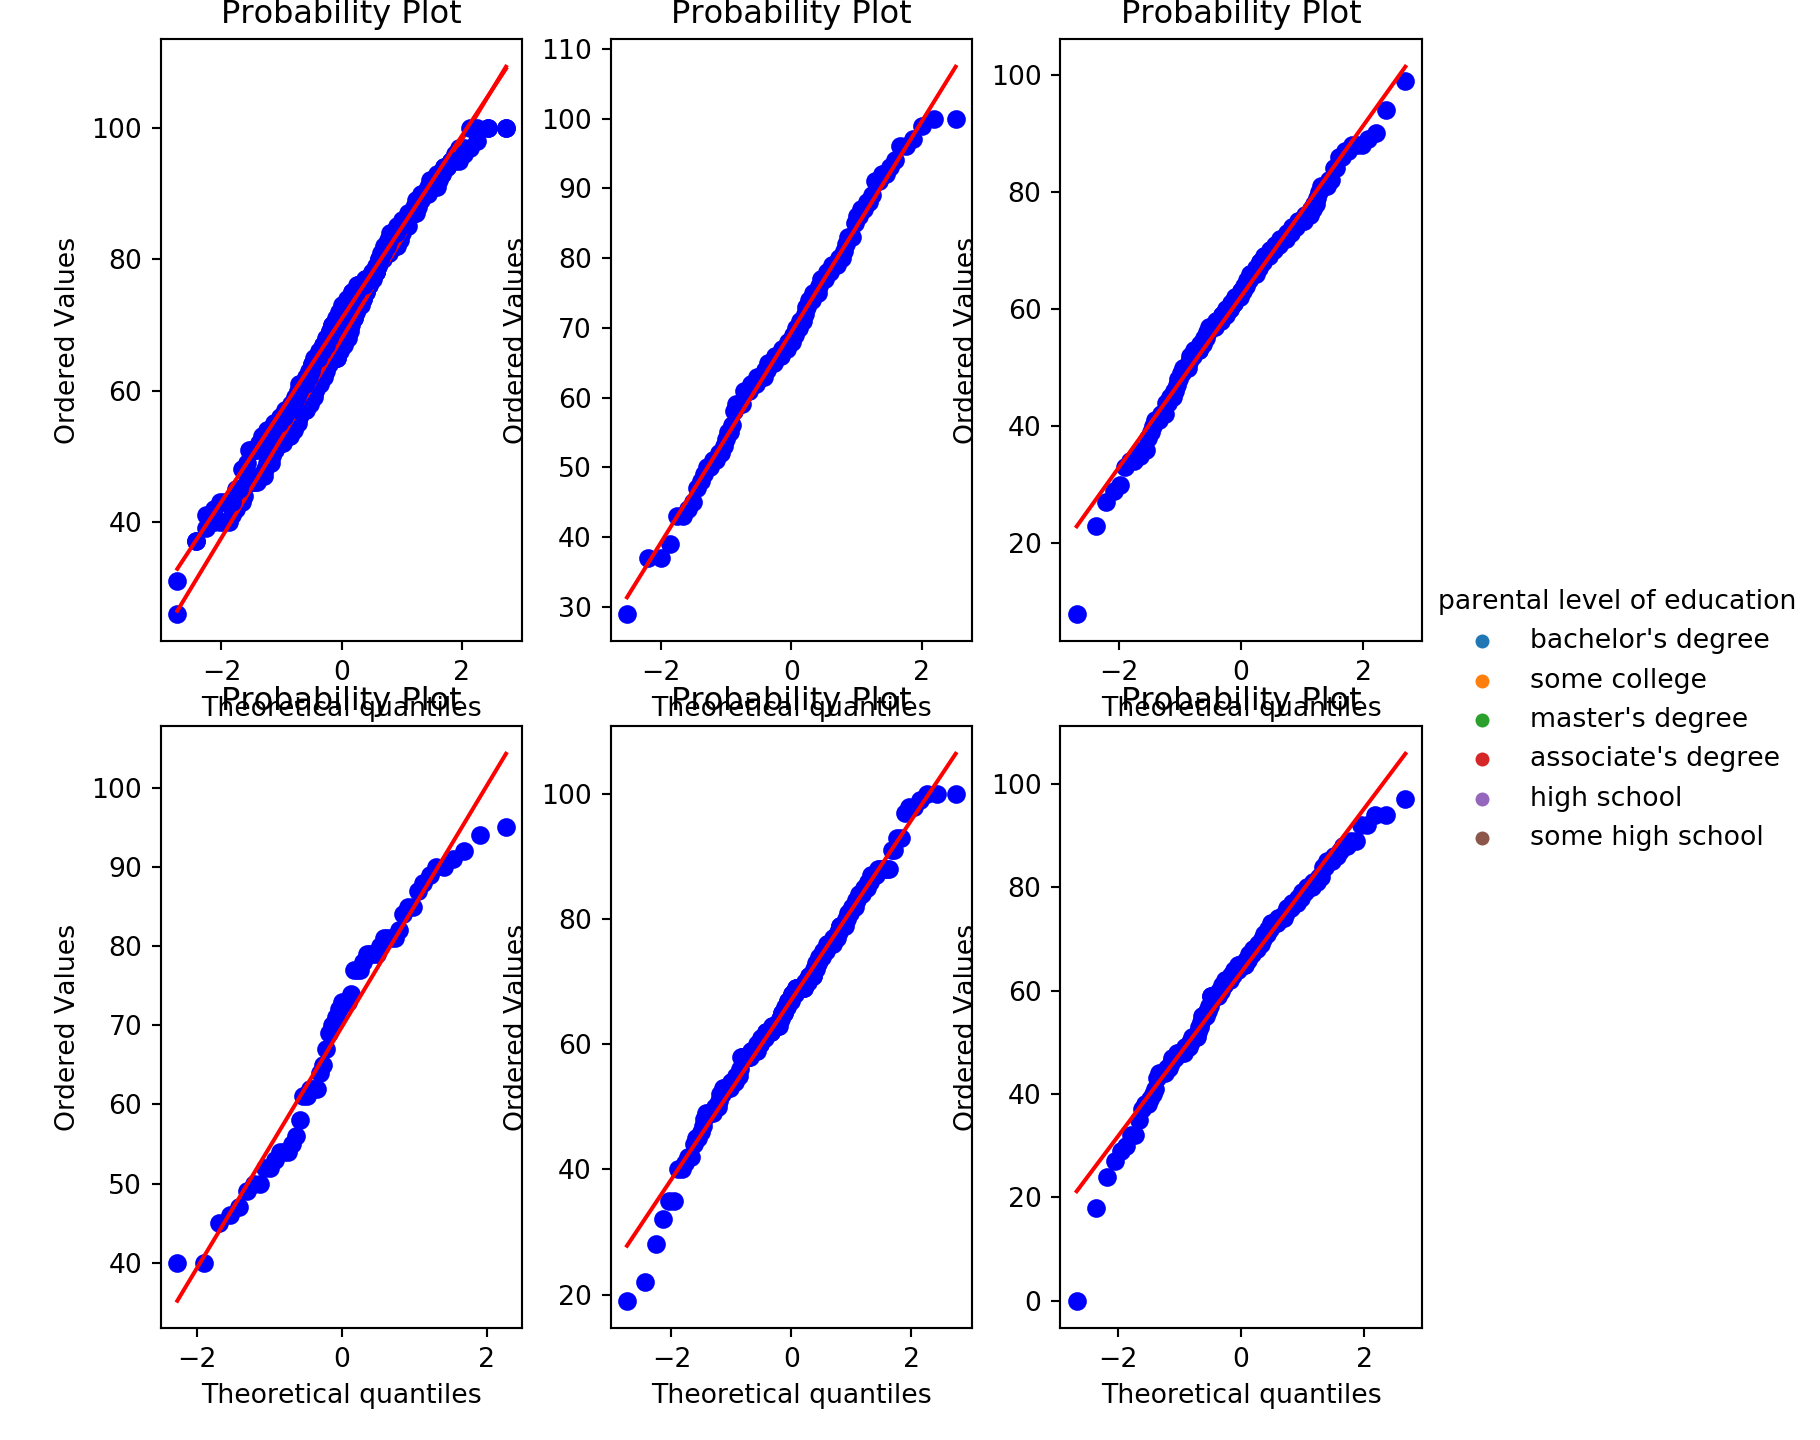 Probability Plot
Probability Plot
Probability Plot
Ordered Values
100
80
60
40
−2
0
2
Theoretical quantiles
Ordered Values
110
100
90
80
70
60
50
40
30
−2
0
2
Theoretical quantiles
Ordered Values
100
80
60
40
20
−2
0
2
Theoretical quantiles
parental level of education
bachelor's degree
some college
master's degree
associate's degree
high school
some high school
Probability Plot
Probability Plot
Probability Plot
Ordered Values
100
90
80
70
60
50
40
−2
0
2
Theoretical quantiles
Ordered Values
100
80
60
40
20
−2
0
2
Theoretical quantiles
Ordered Values
100
80
60
40
20
0
−2
0
2
Theoretical quantiles